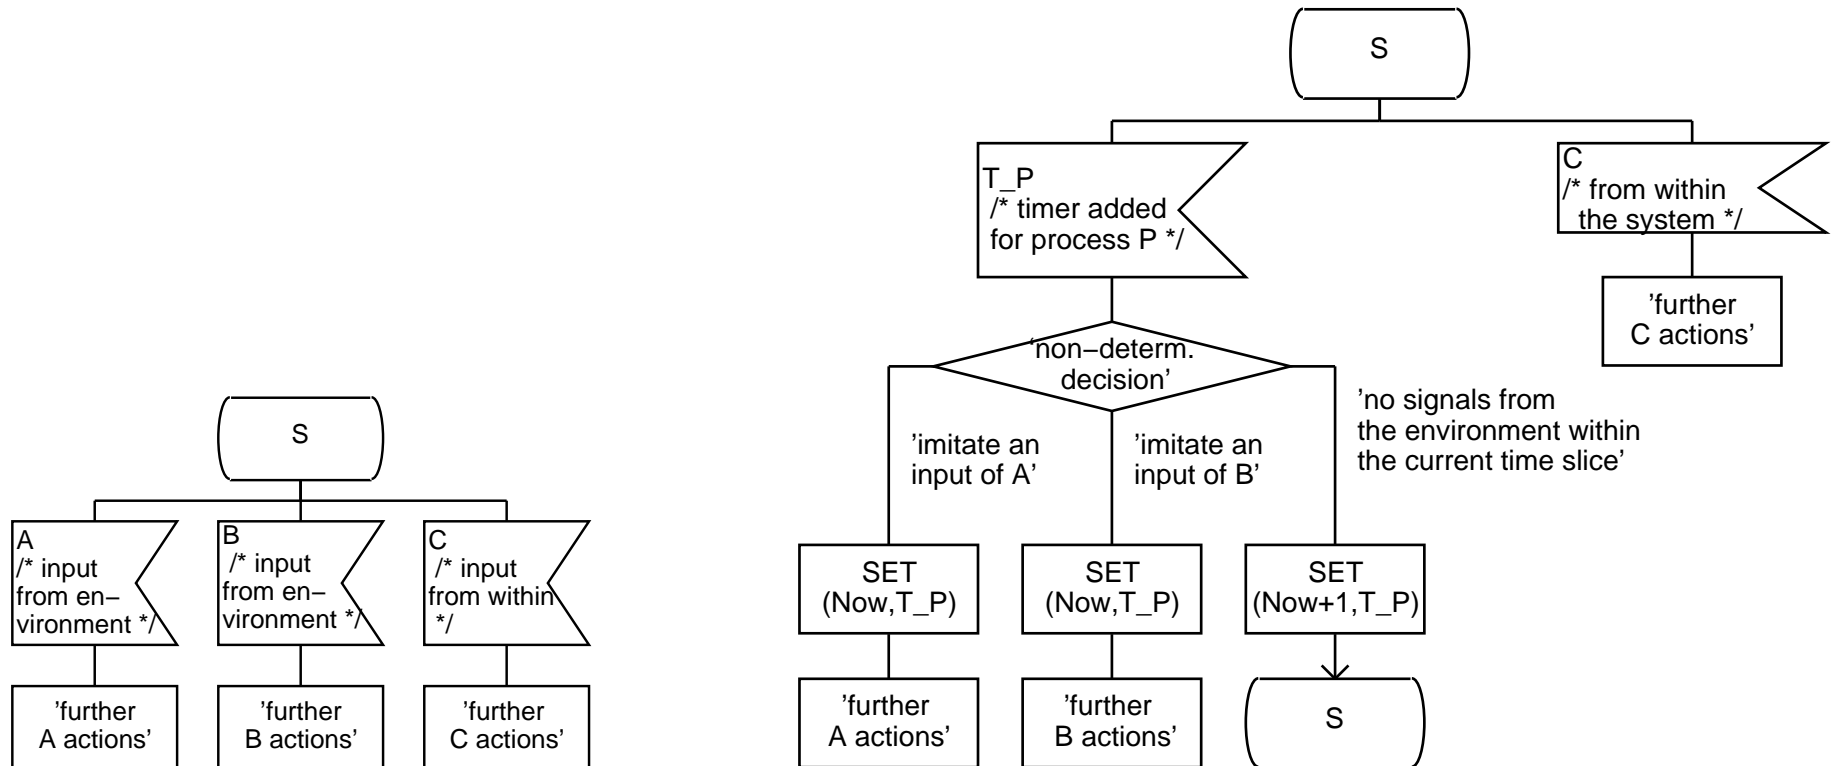 S
A
/* input
from en−
vironment */
B
/* input
from en−
vironment */
C
/* input
from within
*/
’further
A actions’
’further
B actions’
’further
C actions’
S
T_P
/* timer added
for process P */
C
/* from within
the system */
’further
C actions’
’non−determ.
decision’
’imitate an
input of A’
’imitate an
input of B’
’no signals from
the environment within
the current time slice’
SET
(Now,T_P)
SET
(Now,T_P)
SET
(Now+1,T_P)
’further
A actions’
’further
B actions’
S